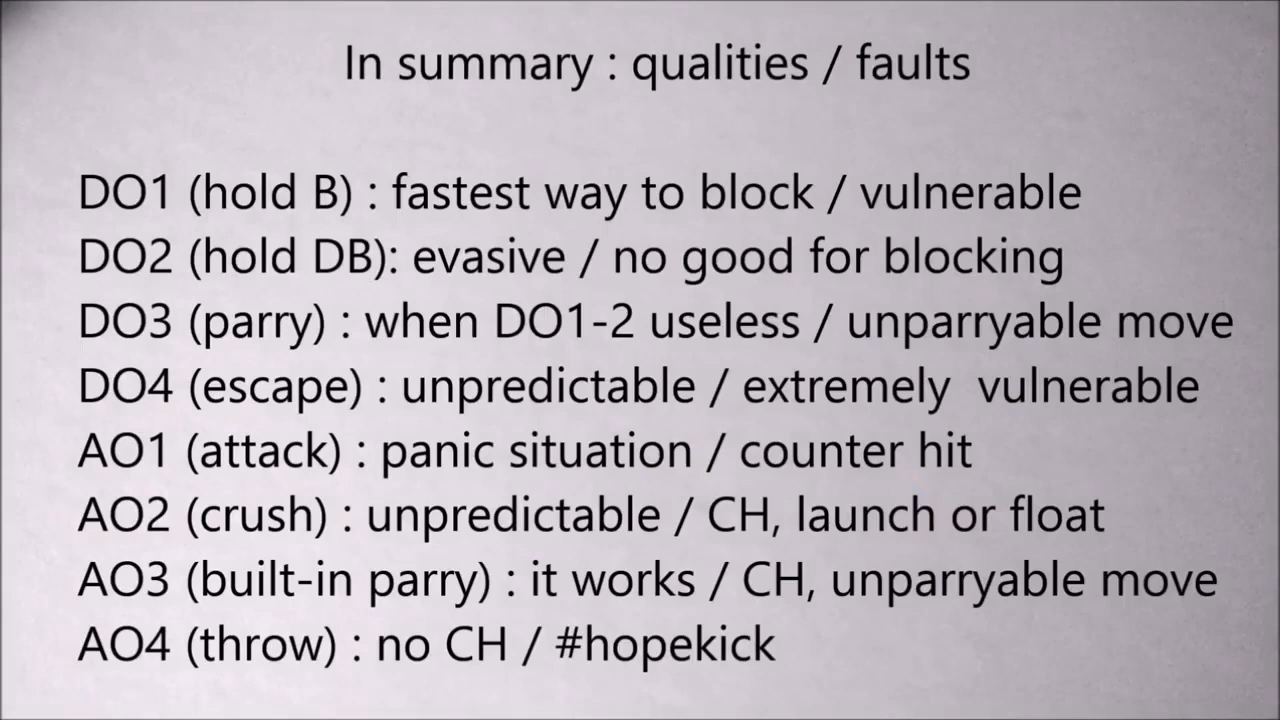 In summary : qualities / faults
DO1 (hold B) : fastest way to block / vulnerable
DO2 (hold DB): evasive / no good for blocking
DO3 (parry) : when DO1-2 useless / unparryable move
DO4 (escape) : unpredictable / extremely  vulnerable
AO1 (attack) : panic situation / counter hit
AO2 (crush) : unpredictable / CH, launch or float
AO3 (built-in parry) : it works / CH, unparryable move
AO4 (throw) : no CH / #hopekick